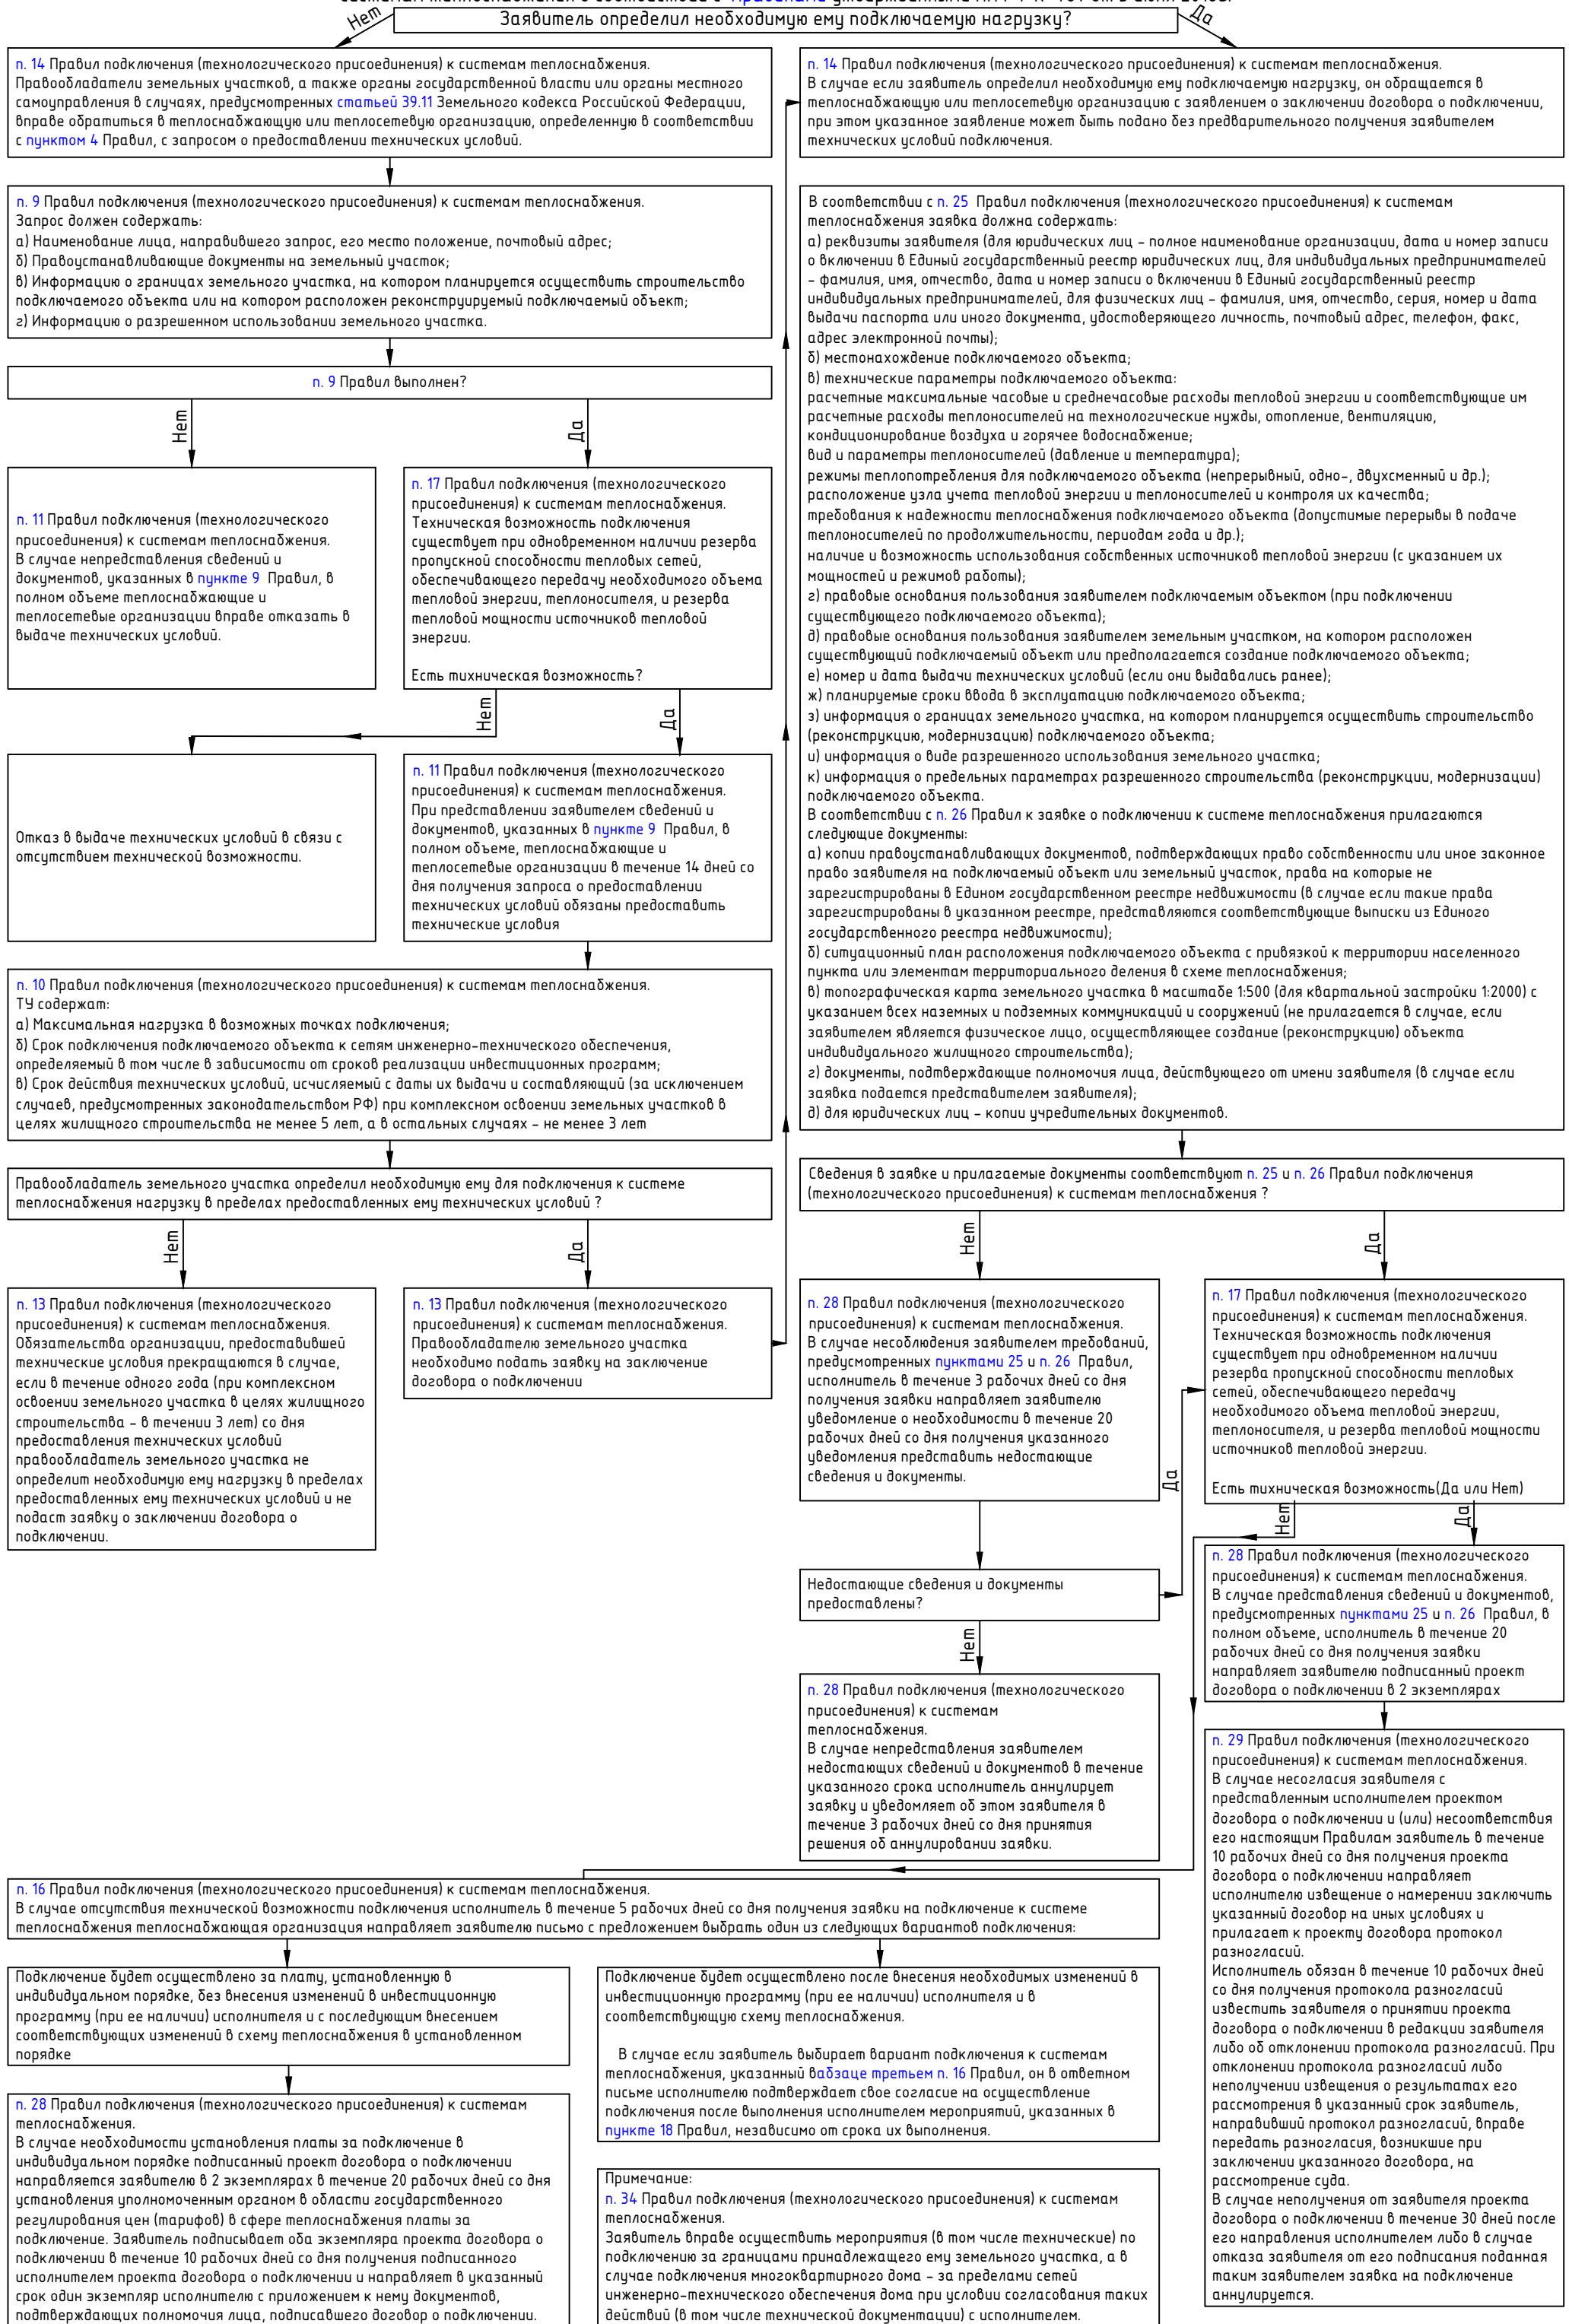 Заявитель определил необходимую ему подключаемую нагрузку?
Нет
Да
п. 14 Правил подключения (технологического присоединения) к системам теплоснабжения.
Правообладатели земельных участков, а также органы государственной власти или органы местного
самоуправления в случаях, предусмотренных статьей 39.11 Земельного кодекса Российской Федерации,
вправе обратиться в теплоснабжающую или теплосетевую организацию, определенную в соответствии
с пунктом 4 Правил, с запросом о предоставлении технических условий.
п. 9 Правил подключения (технологического присоединения) к системам теплоснабжения.
Запрос должен содержать:
а) Наименование лица, направившего запрос, его место положение, почтовый адрес;
б) Правоустанавливающие документы на земельный участок;
в) Информацию о границах земельного участка, на котором планируется осуществить строительство
подключаемого объекта или на котором расположен реконструируемый подключаемый объект;
г) Информацию о разрешенном использовании земельного участка.
п. 9 Правил выполнен?
Нет
Да
п. 11 Правил подключения (технологического
присоединения) к системам теплоснабжения.
В случае непредставления сведений и
документов, указанных в пункте 9 Правил, в
полном объеме теплоснабжающие и
теплосетевые организации вправе отказать в
выдаче технических условий.
п. 17 Правил подключения (технологического
присоединения) к системам теплоснабжения.
Техническая возможность подключения
существует при одновременном наличии резерва
пропускной способности тепловых сетей,
обеспечивающего передачу необходимого объема
тепловой энергии, теплоносителя, и резерва
тепловой мощности источников тепловой
энергии.
Есть тихническая возможность?
Нет
Да
Отказ в выдаче технических условий в связи с
отсутствием технической возможности.
п. 11 Правил подключения (технологического
присоединения) к системам теплоснабжения.
При представлении заявителем сведений и
документов, указанных в пункте 9 Правил, в
полном объеме, теплоснабжающие и
теплосетевые организации в течение 14 дней со
дня получения запроса о предоставлении
технических условий обязаны предоставить
технические условия
п. 10 Правил подключения (технологического присоединения) к системам теплоснабжения.
ТУ содержат:
а) Максимальная нагрузка в возможных точках подключения;
б) Срок подключения подключаемого объекта к сетям инженерно-технического обеспечения,
определяемый в том числе в зависимости от сроков реализации инвестиционных программ;
в) Срок действия технических условий, исчисляемый с даты их выдачи и составляющий (за исключением
случаев, предусмотренных законодательством РФ) при комплексном освоении земельных участков в
целях жилищного строительства не менее 5 лет, а в остальных случаях - не менее 3 лет
Правообладатель земельного участка определил необходимую ему для подключения к системе
теплоснабжения нагрузку в пределах предоставленных ему технических условий ?
Нет
Да
п. 13 Правил подключения (технологического
присоединения) к системам теплоснабжения.
Обязательства организации, предоставившей
технические условия прекращаются в случае,
если в течение одного года (при комплексном
освоении земельного участка в целях жилищного
строительства - в течении 3 лет) со дня
предоставления технических условий
правообладатель земельного участка не
определит необходимую ему нагрузку в пределах
предоставленных ему технических условий и не
подаст заявку о заключении договора о
подключении.
п. 13 Правил подключения (технологического
присоединения) к системам теплоснабжения.
Правообладателю земельного участка
необходимо подать заявку на заключение
договора о подключении
п. 14 Правил подключения (технологического присоединения) к системам теплоснабжения.
В случае если заявитель определил необходимую ему подключаемую нагрузку, он обращается в
теплоснабжающую или теплосетевую организацию с заявлением о заключении договора о подключении,
при этом указанное заявление может быть подано без предварительного получения заявителем
технических условий подключения.
В соответствии с п. 25 Правил подключения (технологического присоединения) к системам
теплоснабжения заявка должна содержать:
а) реквизиты заявителя (для юридических лиц - полное наименование организации, дата и номер записи
о включении в Единый государственный реестр юридических лиц, для индивидуальных предпринимателей
- фамилия, имя, отчество, дата и номер записи о включении в Единый государственный реестр
индивидуальных предпринимателей, для физических лиц - фамилия, имя, отчество, серия, номер и дата
выдачи паспорта или иного документа, удостоверяющего личность, почтовый адрес, телефон, факс,
адрес электронной почты);
б) местонахождение подключаемого объекта;
в) технические параметры подключаемого объекта:
расчетные максимальные часовые и среднечасовые расходы тепловой энергии и соответствующие им
расчетные расходы теплоносителей на технологические нужды, отопление, вентиляцию,
кондиционирование воздуха и горячее водоснабжение;
вид и параметры теплоносителей (давление и температура);
режимы теплопотребления для подключаемого объекта (непрерывный, одно-, двухсменный и др.);
расположение узла учета тепловой энергии и теплоносителей и контроля их качества;
требования к надежности теплоснабжения подключаемого объекта (допустимые перерывы в подаче
теплоносителей по продолжительности, периодам года и др.);
наличие и возможность использования собственных источников тепловой энергии (с указанием их
мощностей и режимов работы);
г) правовые основания пользования заявителем подключаемым объектом (при подключении
существующего подключаемого объекта);
д) правовые основания пользования заявителем земельным участком, на котором расположен
существующий подключаемый объект или предполагается создание подключаемого объекта;
е) номер и дата выдачи технических условий (если они выдавались ранее);
ж) планируемые сроки ввода в эксплуатацию подключаемого объекта;
з) информация о границах земельного участка, на котором планируется осуществить строительство
(реконструкцию, модернизацию) подключаемого объекта;
и) информация о виде разрешенного использования земельного участка;
к) информация о предельных параметрах разрешенного строительства (реконструкции, модернизации)
подключаемого объекта.
В соответствии с п. 26 Правил к заявке о подключении к системе теплоснабжения прилагаются
следующие документы:
а) копии правоустанавливающих документов, подтверждающих право собственности или иное законное
право заявителя на подключаемый объект или земельный участок, права на которые не
зарегистрированы в Едином государственном реестре недвижимости (в случае если такие права
зарегистрированы в указанном реестре, представляются соответствующие выписки из Единого
государственного реестра недвижимости);
б) ситуационный план расположения подключаемого объекта с привязкой к территории населенного
пункта или элементам территориального деления в схеме теплоснабжения;
в) топографическая карта земельного участка в масштабе 1:500 (для квартальной застройки 1:2000) с
указанием всех наземных и подземных коммуникаций и сооружений (не прилагается в случае, если
заявителем является физическое лицо, осуществляющее создание (реконструкцию) объекта
индивидуального жилищного строительства);
г) документы, подтверждающие полномочия лица, действующего от имени заявителя (в случае если
заявка подается представителем заявителя);
д) для юридических лиц - копии учредительных документов.
Сведения в заявке и прилагаемые документы соответствуют п. 25 и п. 26 Правил подключения
(технологического присоединения) к системам теплоснабжения ?
Нет
Да
п. 28 Правил подключения (технологического
присоединения) к системам теплоснабжения.
В случае несоблюдения заявителем требований,
предусмотренных пунктами 25 и п. 26 Правил,
исполнитель в течение 3 рабочих дней со дня
получения заявки направляет заявителю
уведомление о необходимости в течение 20
рабочих дней со дня получения указанного
уведомления представить недостающие
сведения и документы.
Недостающие сведения и документы
предоставлены?
Да
Нет
п. 28 Правил подключения (технологического
присоединения) к системам
теплоснабжения.
В случае непредставления заявителем
недостающих сведений и документов в течение
указанного срока исполнитель аннулирует
заявку и уведомляет об этом заявителя в
течение 3 рабочих дней со дня принятия
решения об аннулировании заявки.
п. 17 Правил подключения (технологического
присоединения) к системам теплоснабжения.
Техническая возможность подключения
существует при одновременном наличии
резерва пропускной способности тепловых
сетей, обеспечивающего передачу
необходимого объема тепловой энергии,
теплоносителя, и резерва тепловой мощности
источников тепловой энергии.
Есть тихническая возможность(Да или Нет)
Нет
Да
п. 28 Правил подключения (технологического
присоединения) к системам теплоснабжения.
В случае представления сведений и документов,
предусмотренных пунктами 25 и п. 26 Правил, в
полном объеме, исполнитель в течение 20
рабочих дней со дня получения заявки
направляет заявителю подписанный проект
договора о подключении в 2 экземплярах
п. 29 Правил подключения (технологического
присоединения) к системам теплоснабжения.
В случае несогласия заявителя с
представленным исполнителем проектом
договора о подключении и (или) несоответствия
его настоящим Правилам заявитель в течение
10 рабочих дней со дня получения проекта
договора о подключении направляет
исполнителю извещение о намерении заключить
указанный договор на иных условиях и
прилагает к проекту договора протокол
разногласий.
Исполнитель обязан в течение 10 рабочих дней
со дня получения протокола разногласий
известить заявителя о принятии проекта
договора о подключении в редакции заявителя
либо об отклонении протокола разногласий. При
отклонении протокола разногласий либо
неполучении извещения о результатах его
рассмотрения в указанный срок заявитель,
направивший протокол разногласий, вправе
передать разногласия, возникшие при
заключении указанного договора, на
рассмотрение суда.
В случае неполучения от заявителя проекта
договора о подключении в течение 30 дней после
его направления исполнителем либо в случае
отказа заявителя от его подписания поданная
таким заявителем заявка на подключение
аннулируется.
п. 16 Правил подключения (технологического присоединения) к системам теплоснабжения.
В случае отсутствия технической возможности подключения исполнитель в течение 5 рабочих дней со дня получения заявки на подключение к системе
теплоснабжения теплоснабжающая организация направляет заявителю письмо с предложением выбрать один из следующих вариантов подключения:
Подключение будет осуществлено за плату, установленную в
индивидуальном порядке, без внесения изменений в инвестиционную
программу (при ее наличии) исполнителя и с последующим внесением
соответствующих изменений в схему теплоснабжения в установленном
порядке
п. 28 Правил подключения (технологического присоединения) к системам
теплоснабжения.
В случае необходимости установления платы за подключение в
индивидуальном порядке подписанный проект договора о подключении
направляется заявителю в 2 экземплярах в течение 20 рабочих дней со дня
установления уполномоченным органом в области государственного
регулирования цен (тарифов) в сфере теплоснабжения платы за
подключение. Заявитель подписывает оба экземпляра проекта договора о
подключении в течение 10 рабочих дней со дня получения подписанного
исполнителем проекта договора о подключении и направляет в указанный
срок один экземпляр исполнителю с приложением к нему документов,
подтверждающих полномочия лица, подписавшего договор о подключении.
Подключение будет осуществлено после внесения необходимых изменений в
инвестиционную программу (при ее наличии) исполнителя и в
соответствующую схему теплоснабжения.
В случае если заявитель выбирает вариант подключения к системам
теплоснабжения, указанный вабзаце третьем п. 16 Правил, он в ответном
письме исполнителю подтверждает свое согласие на осуществление
подключения после выполнения исполнителем мероприятий, указанных в
пункте 18 Правил, независимо от срока их выполнения.
Примечание:
п. 34 Правил подключения (технологического присоединения) к системам
теплоснабжения.
Заявитель вправе осуществить мероприятия (в том числе технические) по
подключению за границами принадлежащего ему земельного участка, а в
случае подключения многоквартирного дома - за пределами сетей
инженерно-технического обеспечения дома при условии согласования таких
действий (в том числе технической документации) с исполнителем.